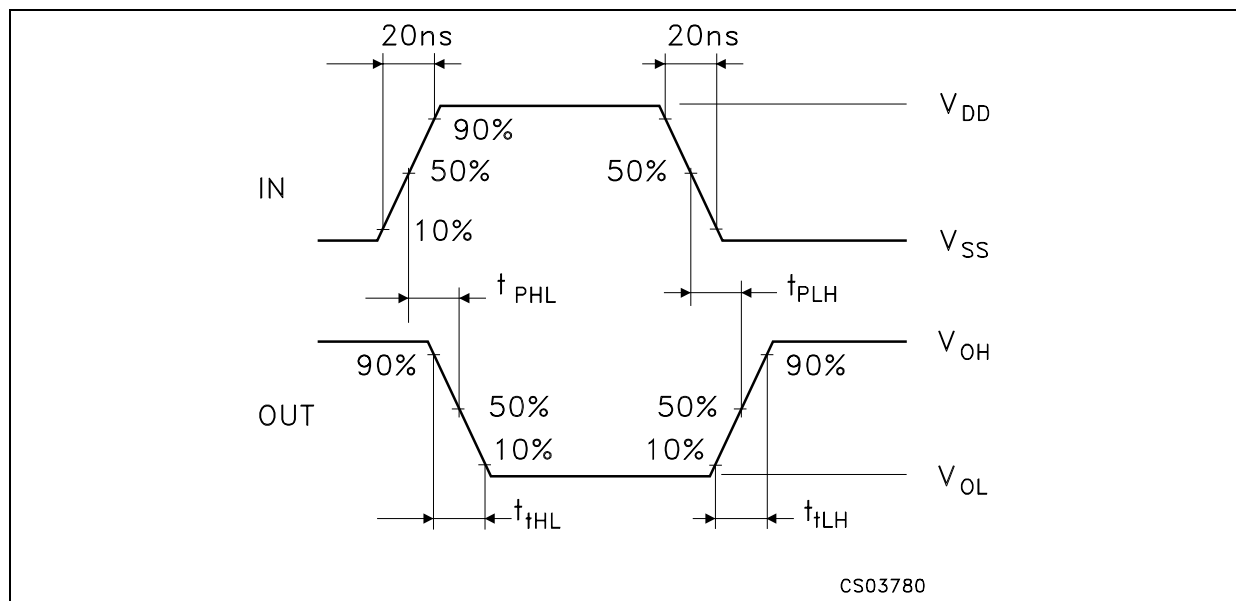 20ns 20ns
V DD
90%
50% 50%
IN
10%
V SS
t PHL t PLH
V OH
90% 90%
50% 50%
OUT
10% 10%
V OL
t tHL t tLH
CS03780